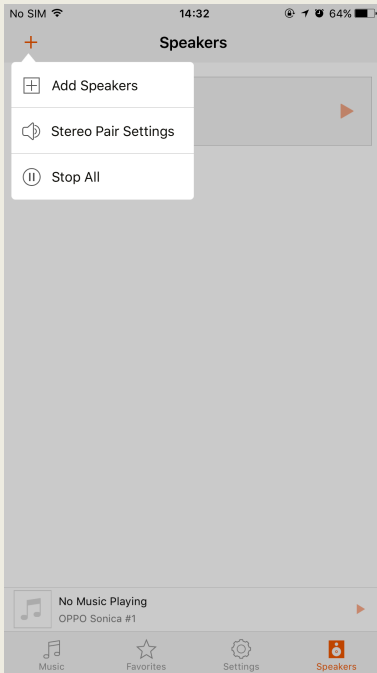 No SIM 14:32 64%
Speakers
Add Speakers
Stereo Pair Settings
Stop All
No Music Playing
OPPO Sonica #1
Music Favorites Settings Speakers